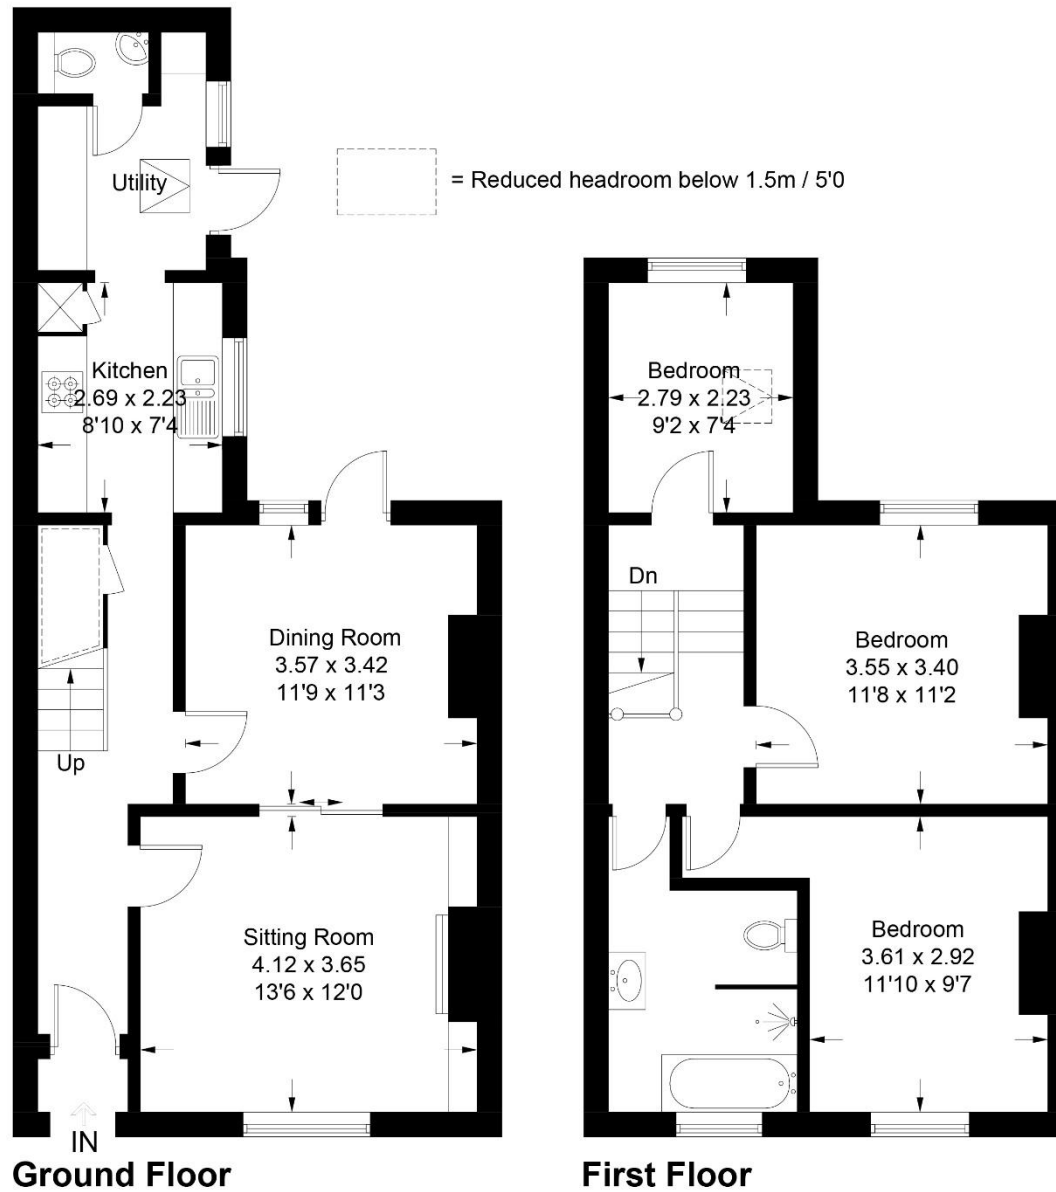 Utility
= Reduced headroom below 1.5m / 5'0
Kitchen
2.69 x 2.23
8'10 x 7'4
Dining Room
3.57 x 3.42
11'9 x 11'3
Up
Sitting Room
4.12 x 3.65
13'6 x 12'0
IN
Ground Floor
Bedroom
2.79 x 2.23
9'2 x 7'4
Dn
Bedroom
3.55 x 3.40
11'8 x 11'2
Bedroom
3.61 x 2.92
11'10 x 9'7
First Floor